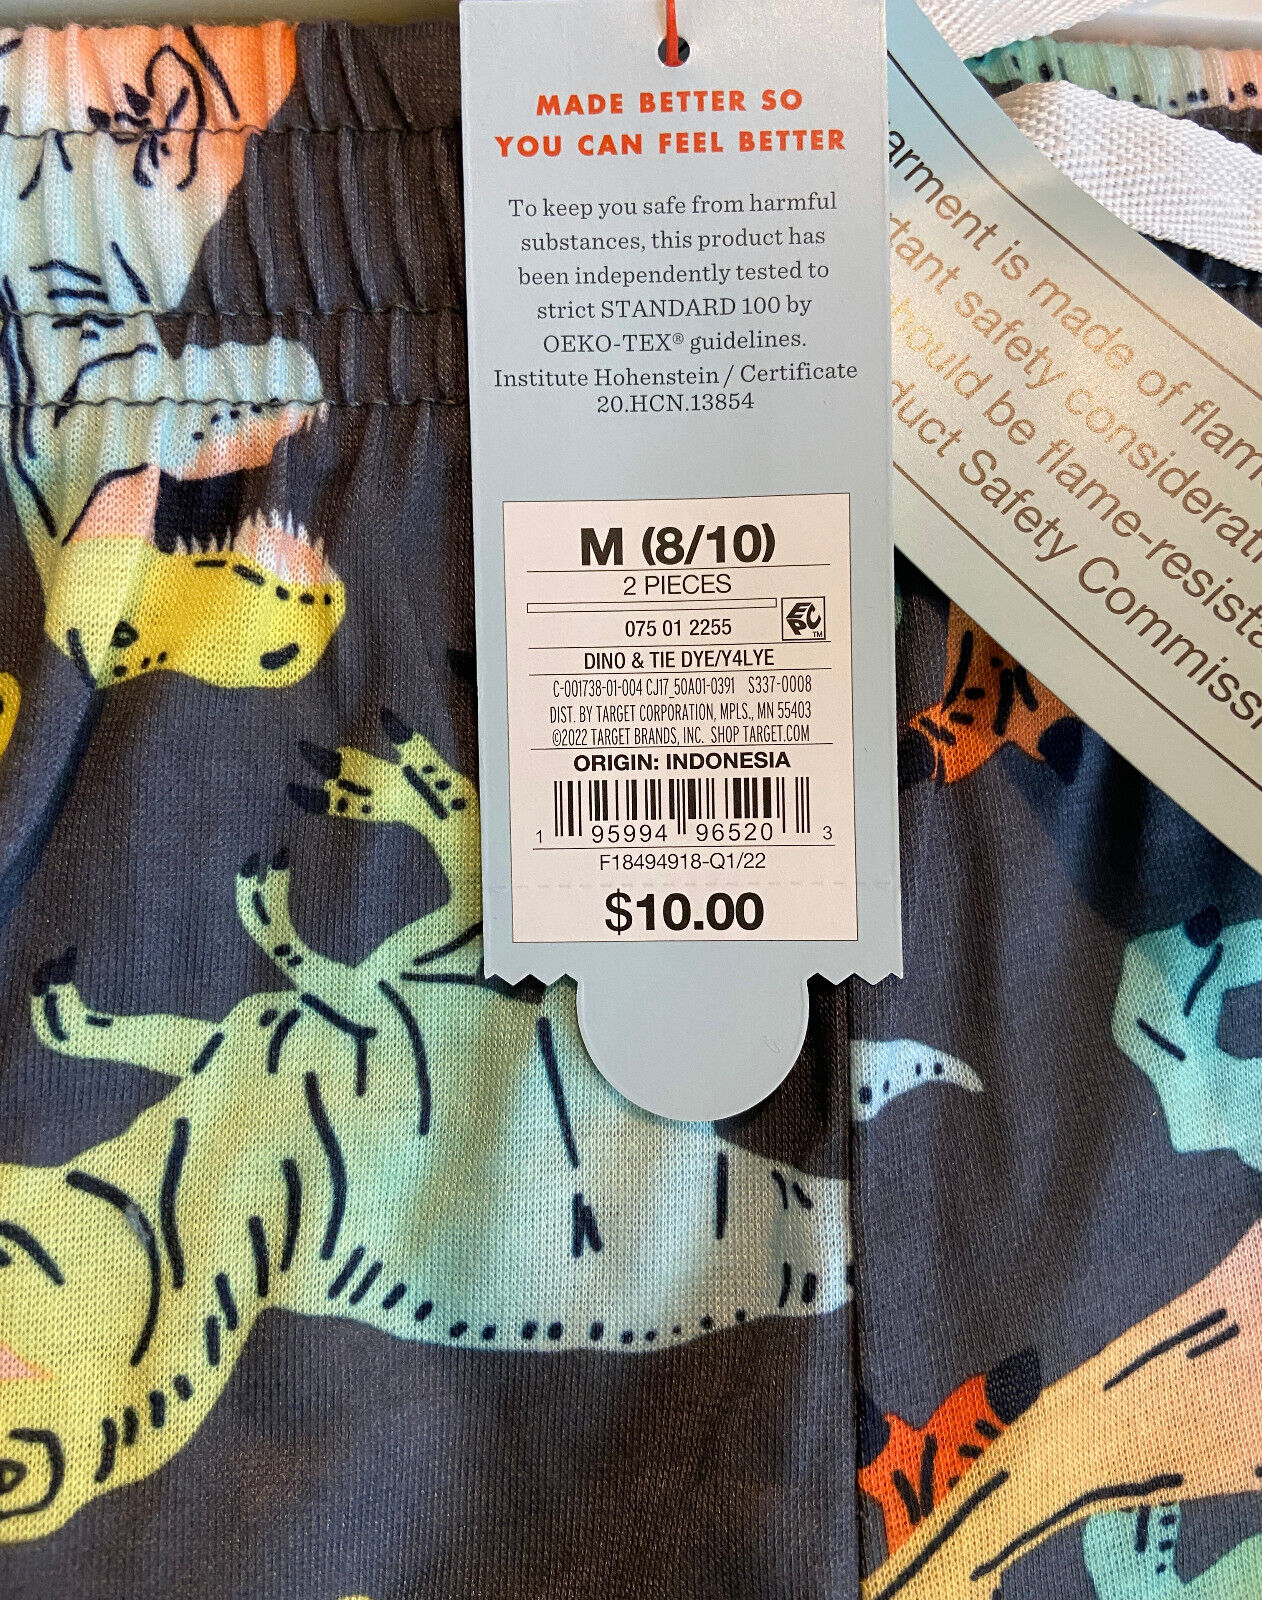 MADE BETTER SO
YOU CAN FEEL BETTER
To keep you safe from harmful
substances, this product has
been independently tested to
strict STANDARD 100 by
OEKO-TEX® guidelines.
Institute Hohenstein / Certificate
20.HCN.13854
M (8/10)
2 PIECES
075 01 2255
EPC™
DINO & TIE DYE/Y4LYE
C-001738-01-004 CJ17_50A01-0391 S337-0008
DIST. BY TARGET CORPORATION, MPLS., MN 55403
©2022 TARGET BRANDS, INC. SHOP TARGET.COM
ORIGIN: INDONESIA
1 95994 96520 3
F18494918-Q1/22
$10.00
arment is made of flam
tant safety considerat
hould be flame-resista
duct Safety Commissi